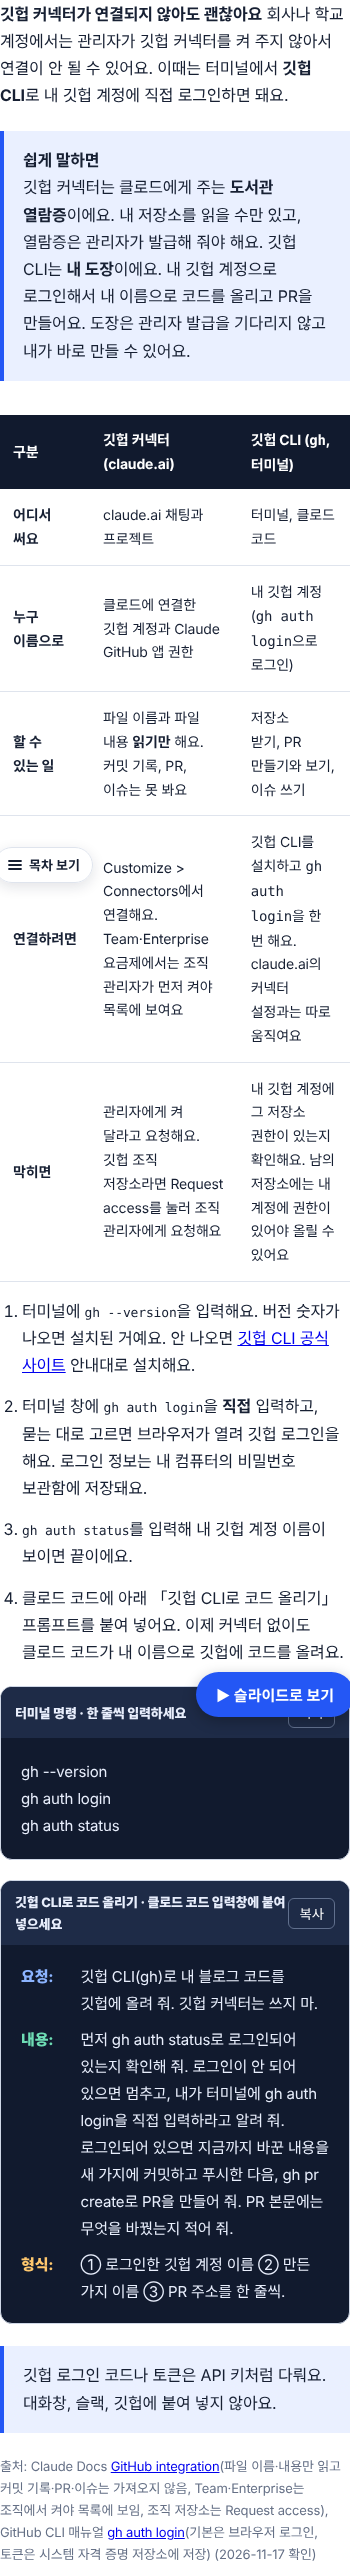 깃헙 커넥터가 연결되지 않아도 괜찮아요 회사나 학교
계정에서는 관리자가 깃헙 커넥터를 켜 주지 않아서
연결이 안 될 수 있어요. 이때는 터미널에서 깃헙
CLI로 내 깃헙 계정에 직접 로그인하면 돼요.
쉽게 말하면
깃헙 커넥터는 클로드에게 주는 도서관
열람증이에요. 내 저장소를 읽을 수만 있고,
열람증은 관리자가 발급해 줘야 해요. 깃헙
CLI는 내 도장이에요. 내 깃헙 계정으로
로그인해서 내 이름으로 코드를 올리고 PR을
만들어요. 도장은 관리자 발급을 기다리지 않고
내가 바로 만들 수 있어요.
구분
깃헙 커넥터
(claude.ai)
깃헙 CLI (gh,
터미널)
어디서
써요
claude.ai 채팅과
프로젝트
터미널, 클로드
코드
누구
이름으로
클로드에 연결한
깃헙 계정과 Claude
GitHub 앱 권한
내 깃헙 계정
(gh auth
login으로
로그인)
할 수
있는 일
파일 이름과 파일
내용 읽기만 해요.
커밋 기록, PR,
이슈는 못 봐요
저장소
받기, PR
만들기와 보기,
이슈 쓰기
목차 보기
연결하려면
Customize >
Connectors에서
연결해요.
Team·Enterprise
요금제에서는 조직
관리자가 먼저 켜야
목록에 보여요
깃헙 CLI를
설치하고 gh
auth
login을 한
번 해요.
claude.ai의
커넥터
설정과는 따로
움직여요
막히면
관리자에게 켜
달라고 요청해요.
깃헙 조직
저장소라면 Request
access를 눌러 조직
관리자에게 요청해요
내 깃헙 계정에
그 저장소
권한이 있는지
확인해요. 남의
저장소에는 내
계정에 권한이
있어야 올릴 수
있어요
1. 터미널에 gh --version을 입력해요. 버전 숫자가
나오면 설치된 거예요. 안 나오면 깃헙 CLI 공식
사이트 안내대로 설치해요.
2. 터미널 창에 gh auth login을 직접 입력하고,
묻는 대로 고르면 브라우저가 열려 깃헙 로그인을
해요. 로그인 정보는 내 컴퓨터의 비밀번호
보관함에 저장돼요.
3. gh auth status를 입력해 내 깃헙 계정 이름이
보이면 끝이에요.
4. 클로드 코드에 아래 「깃헙 CLI로 코드 올리기」
프롬프트를 붙여 넣어요. 이제 커넥터 없이도
클로드 코드가 내 이름으로 깃헙에 코드를 올려요.
▶ 슬라이드로 보기
터미널 명령 · 한 줄씩 입력하세요
gh --version
gh auth login
gh auth status
깃헙 CLI로 코드 올리기 · 클로드 코드 입력창에 붙여
넣으세요
복사
요청: 깃헙 CLI(gh)로 내 블로그 코드를
깃헙에 올려 줘. 깃헙 커넥터는 쓰지 마.
내용: 먼저 gh auth status로 로그인되어
있는지 확인해 줘. 로그인이 안 되어
있으면 멈추고, 내가 터미널에 gh auth
login을 직접 입력하라고 알려 줘.
로그인되어 있으면 지금까지 바꾼 내용을
새 가지에 커밋하고 푸시한 다음, gh pr
create로 PR을 만들어 줘. PR 본문에는
무엇을 바꿨는지 적어 줘.
형식: ① 로그인한 깃헙 계정 이름 ② 만든
가지 이름 ③ PR 주소를 한 줄씩.
깃헙 로그인 코드나 토큰은 API 키처럼 다뤄요.
대화창, 슬랙, 깃헙에 붙여 넣지 않아요.
출처: Claude Docs GitHub integration(파일 이름·내용만 읽고
커밋 기록·PR·이슈는 가져오지 않음, Team·Enterprise는
조직에서 켜야 목록에 보임, 조직 저장소는 Request access),
GitHub CLI 매뉴얼 gh auth login(기본은 브라우저 로그인,
토큰은 시스템 자격 증명 저장소에 저장) (2026-11-17 확인)